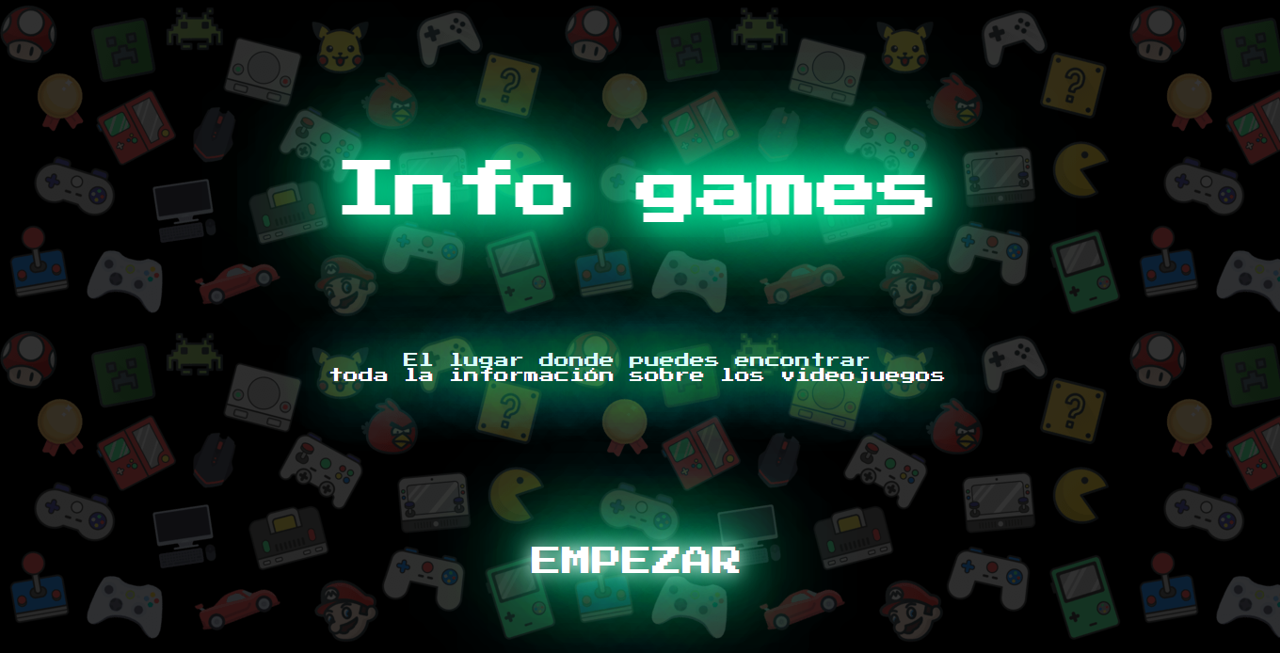 Info games
El lugar donde puedes encontrar
toda la información sobre los videojuegos
EMPEZAR